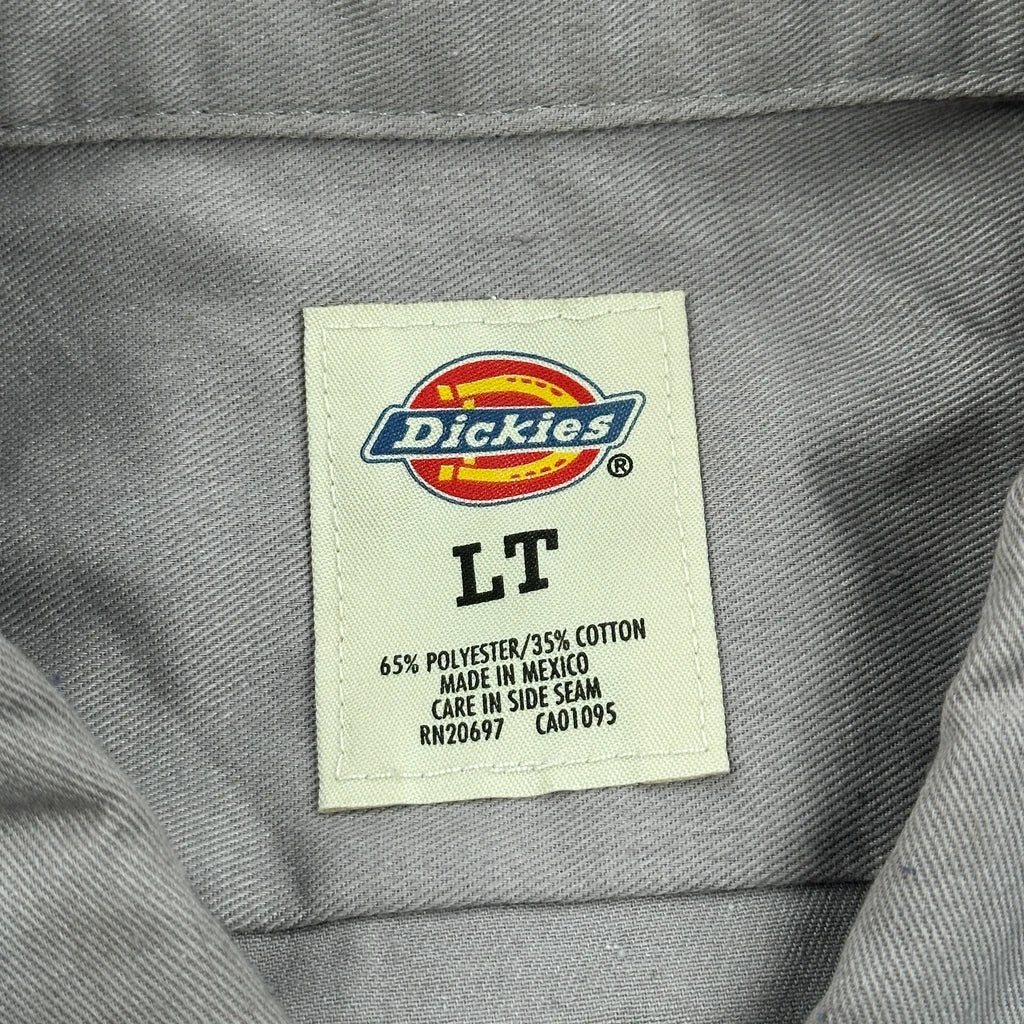 Dickies ®
LT
65% POLYESTER/35% COTTON
MADE IN MEXICO
CARE IN SIDE SEAM
RN20697 CA01095